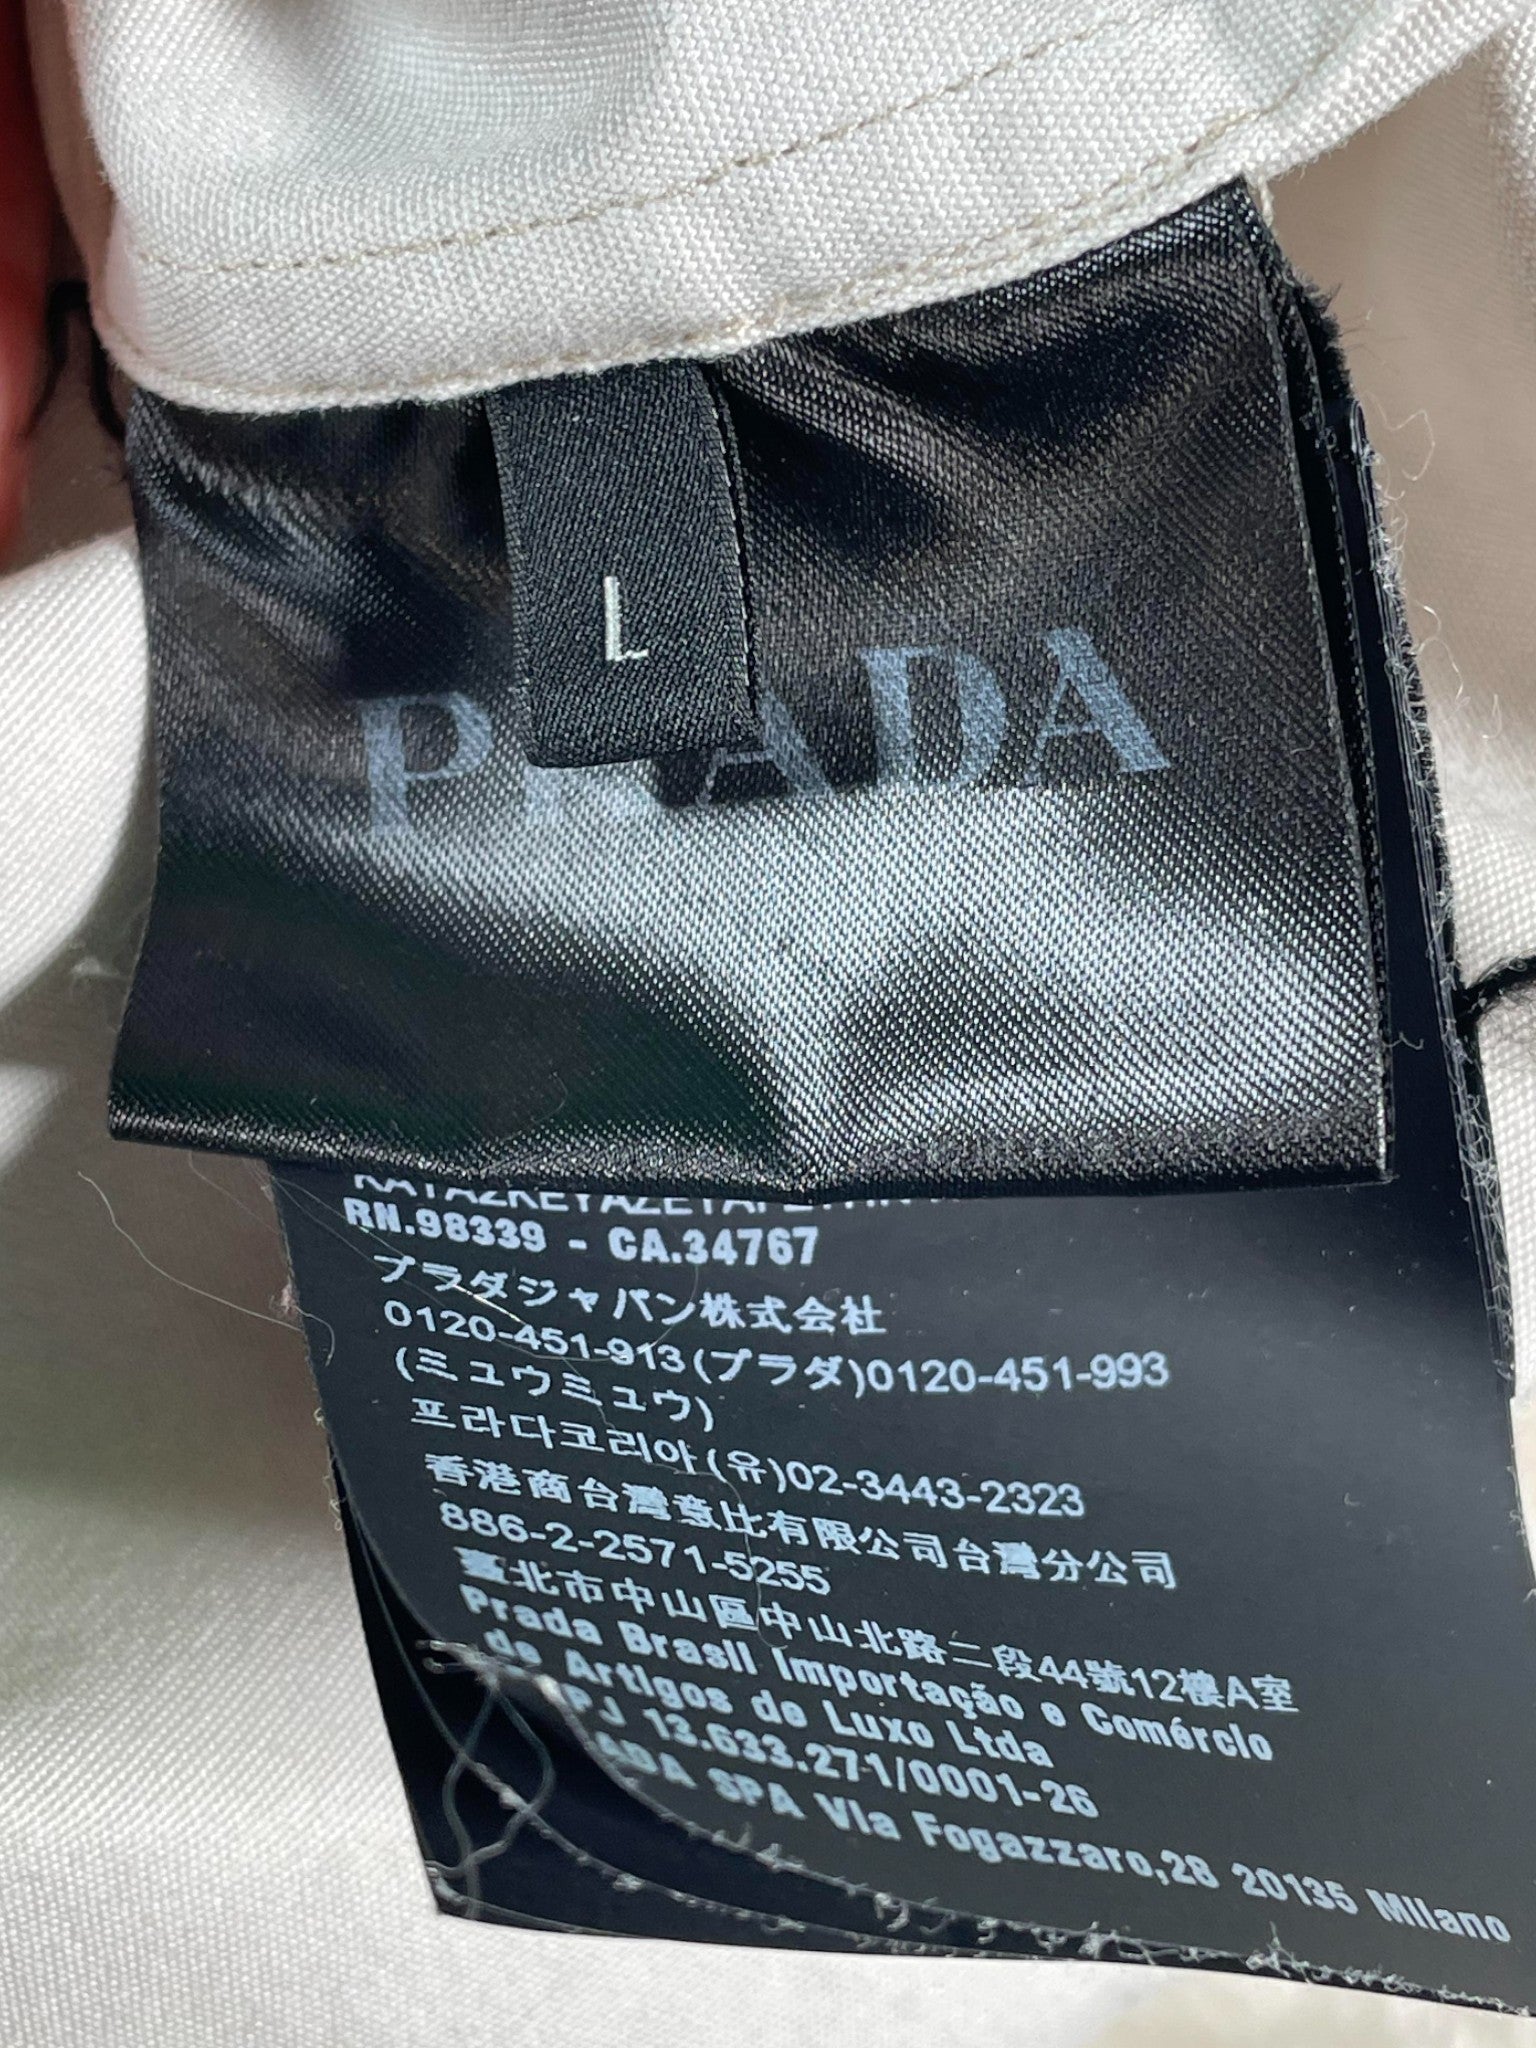 L
PRADA
RN.98339 - CA.34767
プラダジャパン株式会社
0120-451-913(プラダ)0120-451-993
(ミュウミュウ)
프라다코리아(유)02-3443-2323
香港商台灣意比有限公司台灣分公司
886-2-2571-5255
臺北市中山區中山北路二段44號12樓A室
Prada Brasil Importação e Comércio
de Artigos de Luxo Ltda
PJ 13.633.271/0001-26
ADA SPA Via Fogazzaro,28 20135 Milano